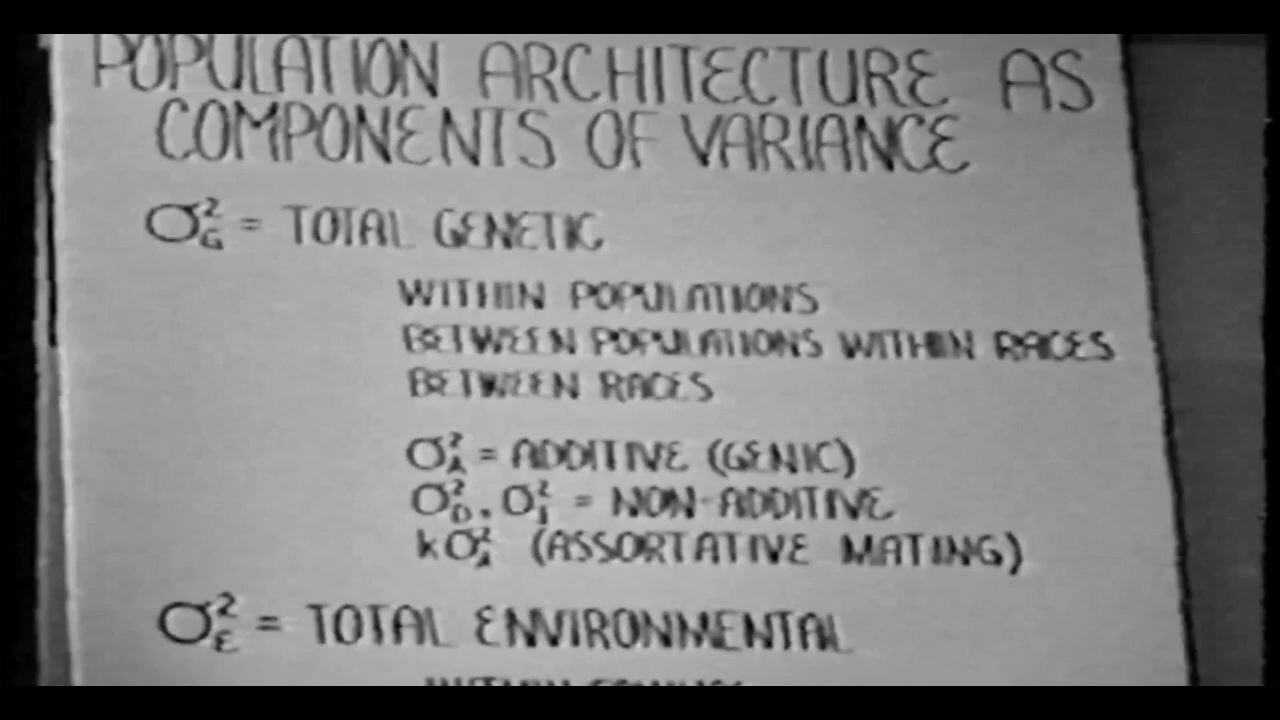 POPULATION ARCHITECTURE AS
COMPONENTS OF VARIANCE
σ²G = TOTAL GENETIC
WITHIN POPULATIONS
BETWEEN POPULATIONS WITHIN RACES
BETWEEN RACES
σ²A = ADDITIVE (GENIC)
σ²D, σ²I = NON-ADDITIVE
kσ²A (ASSORTATIVE MATING)
σ²E = TOTAL ENVIRONMENTAL
WITHIN